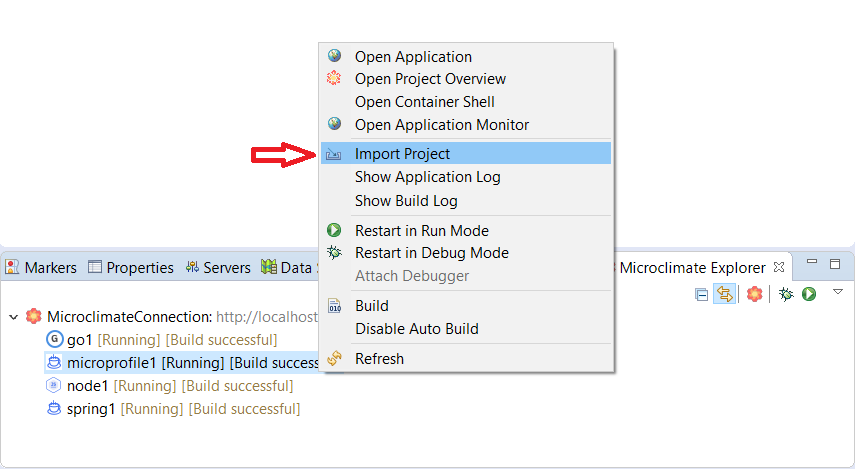 Open Application
Open Project Overview
Open Container Shell
Open Application Monitor
Import Project
Show Application Log
Show Build Log
Restart in Run Mode
Restart in Debug Mode
Attach Debugger
010
Build
Disable Auto Build
Refresh
Markers Properties Servers Data Microclimate Explorer
MicroclimateConnection: http://localhost
G go1 [Running] [Build successful]
microprofile1 [Running] [Build success
node1 [Running] [Build successful]
spring1 [Running] [Build successful]